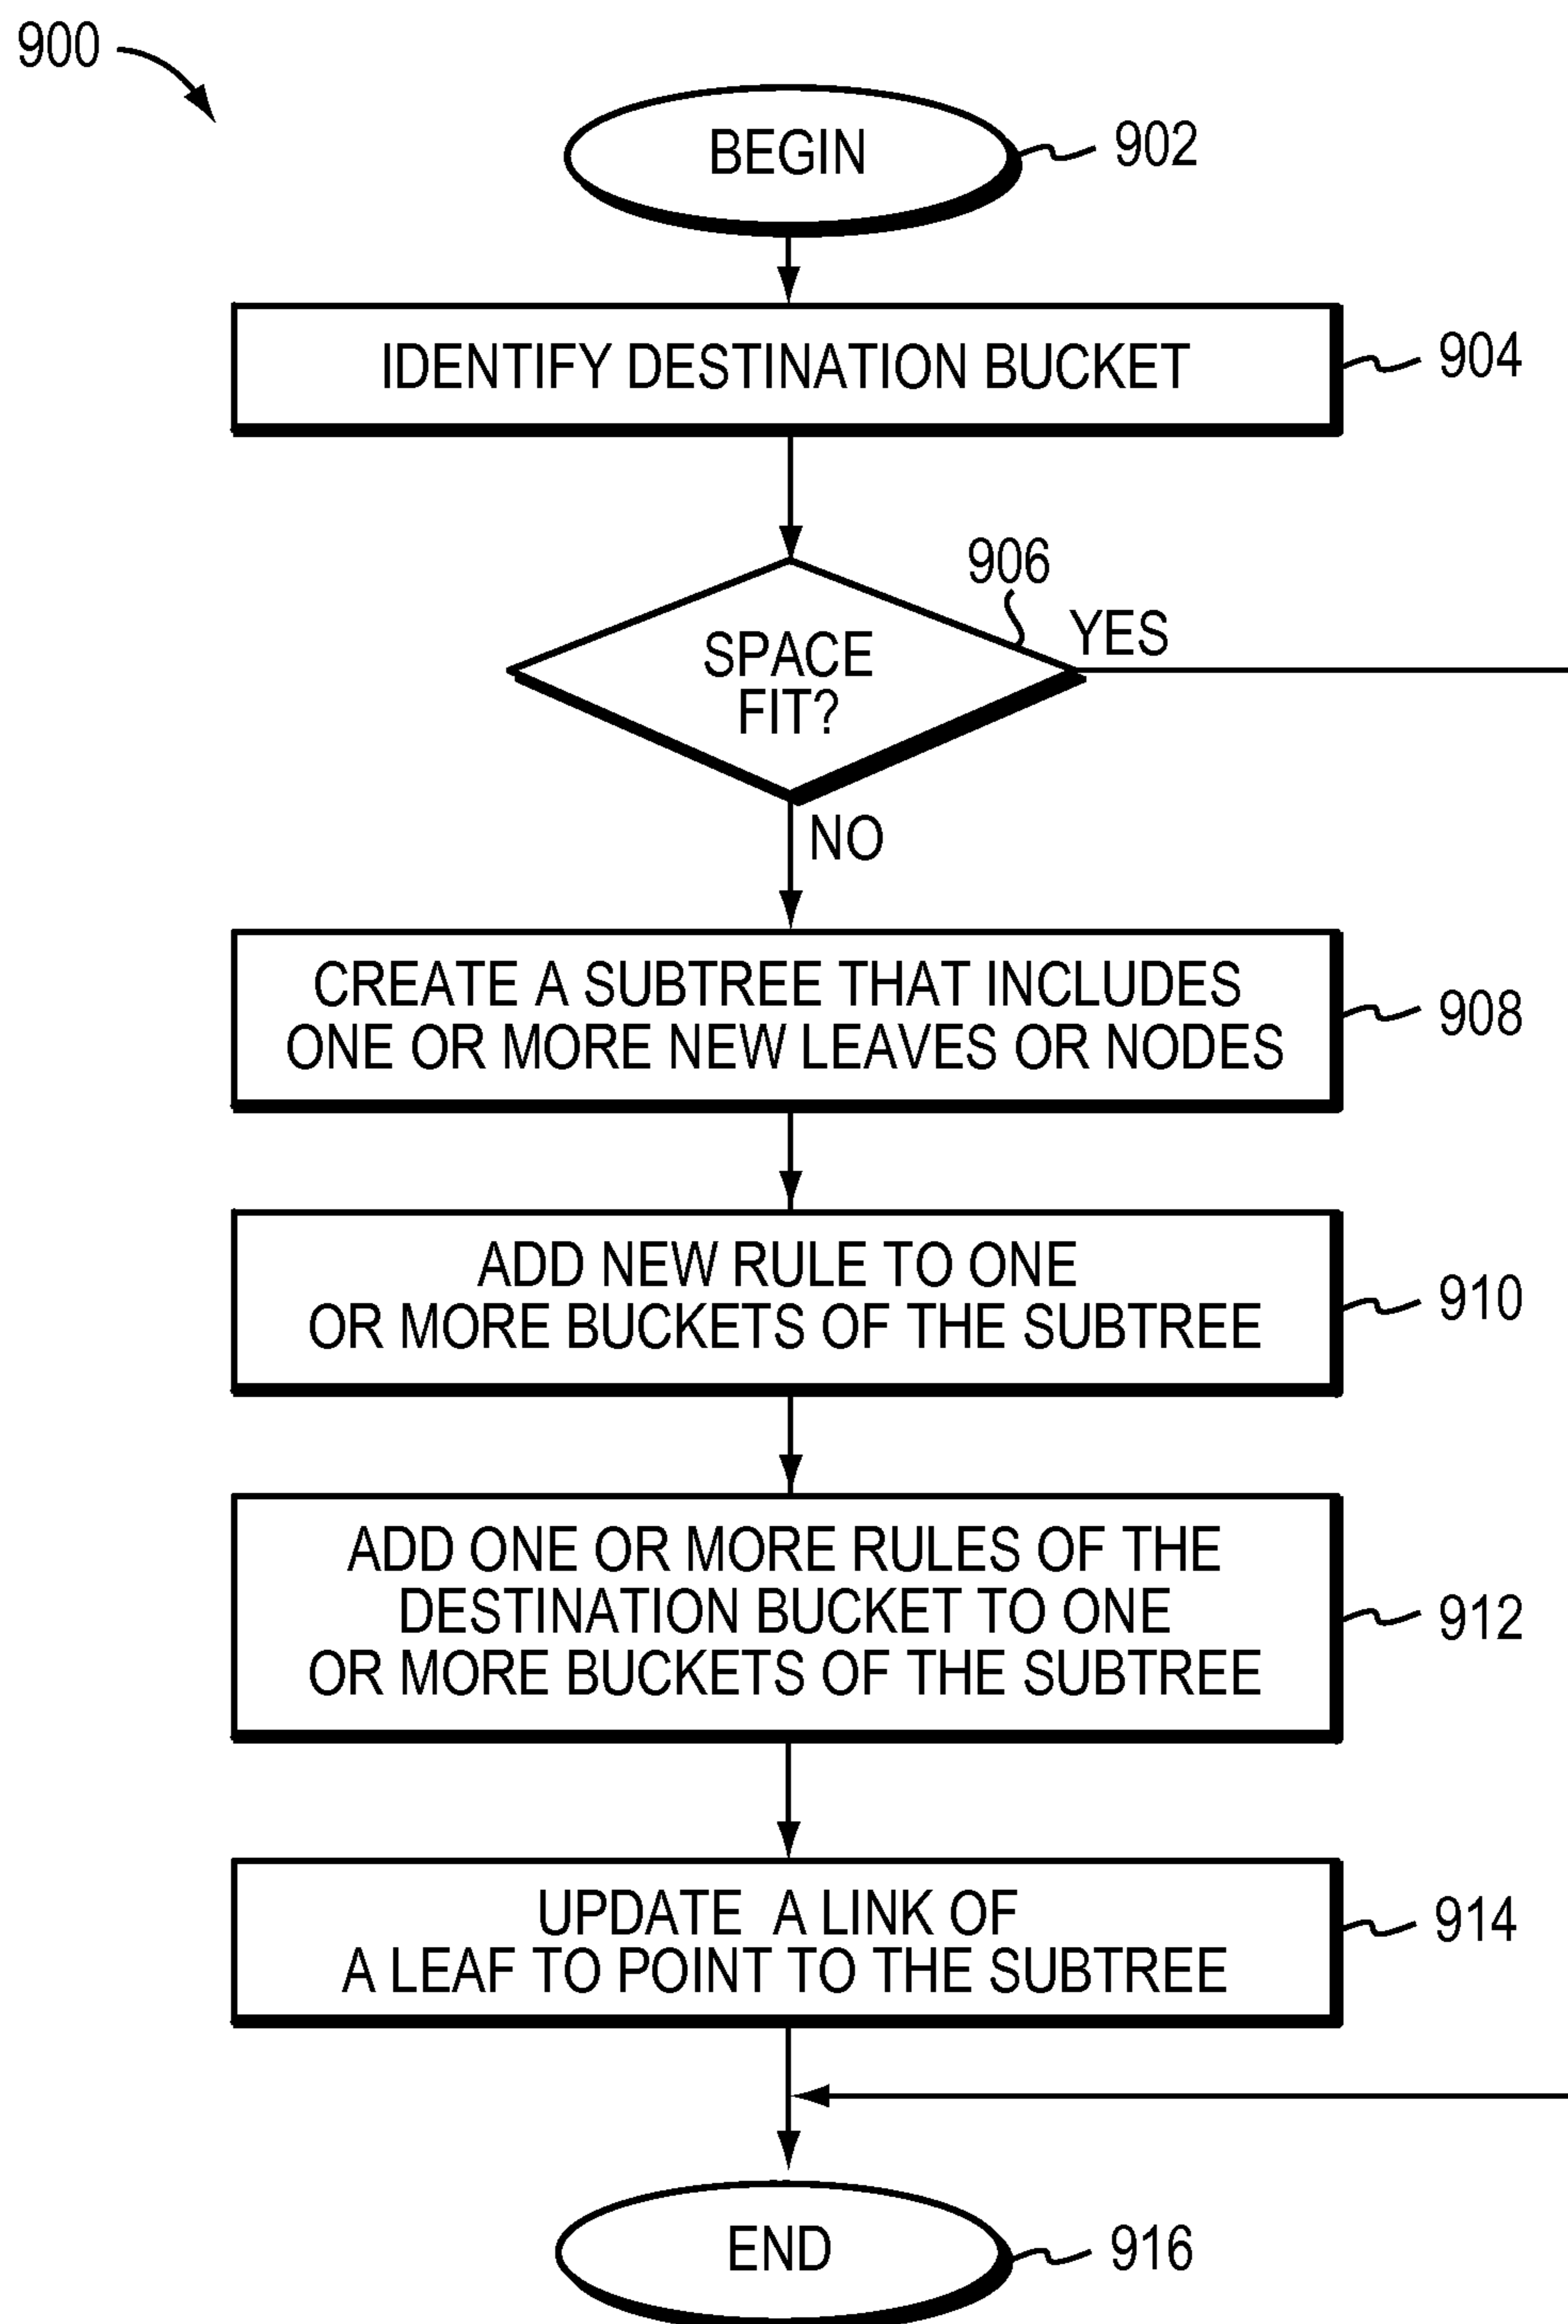 900
BEGIN
902
IDENTIFY DESTINATION BUCKET
904
906
SPACE
FIT?
YES
NO
CREATE A SUBTREE THAT INCLUDES
ONE OR MORE NEW LEAVES OR NODES
908
ADD NEW RULE TO ONE
OR MORE BUCKETS OF THE SUBTREE
910
ADD ONE OR MORE RULES OF THE
DESTINATION BUCKET TO ONE
OR MORE BUCKETS OF THE SUBTREE
912
UPDATE A LINK OF
A LEAF TO POINT TO THE SUBTREE
914
END
916